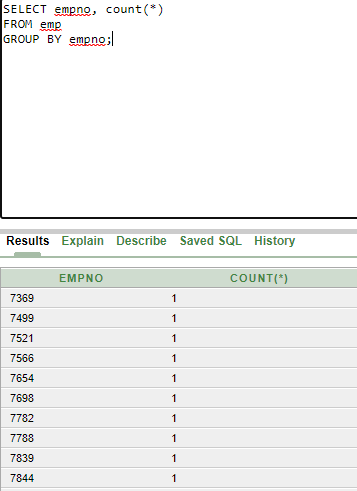 SELECT empno, count(*)
FROM emp
GROUP BY empno;
Results Explain Describe Saved SQL History
EMPNO COUNT(*)
7369 1
7499 1
7521 1
7566 1
7654 1
7698 1
7782 1
7788 1
7839 1
7844 1